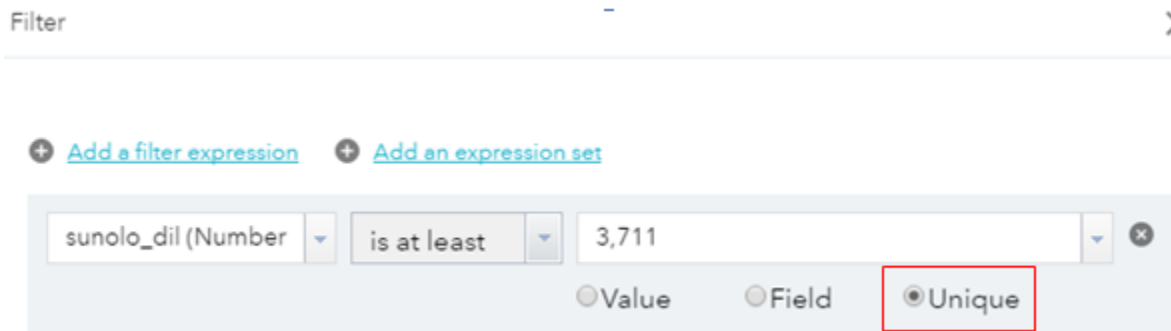 Filter
Add a filter expression Add an expression set
sunolo_dil (Number is at least 3,711
Value Field Unique